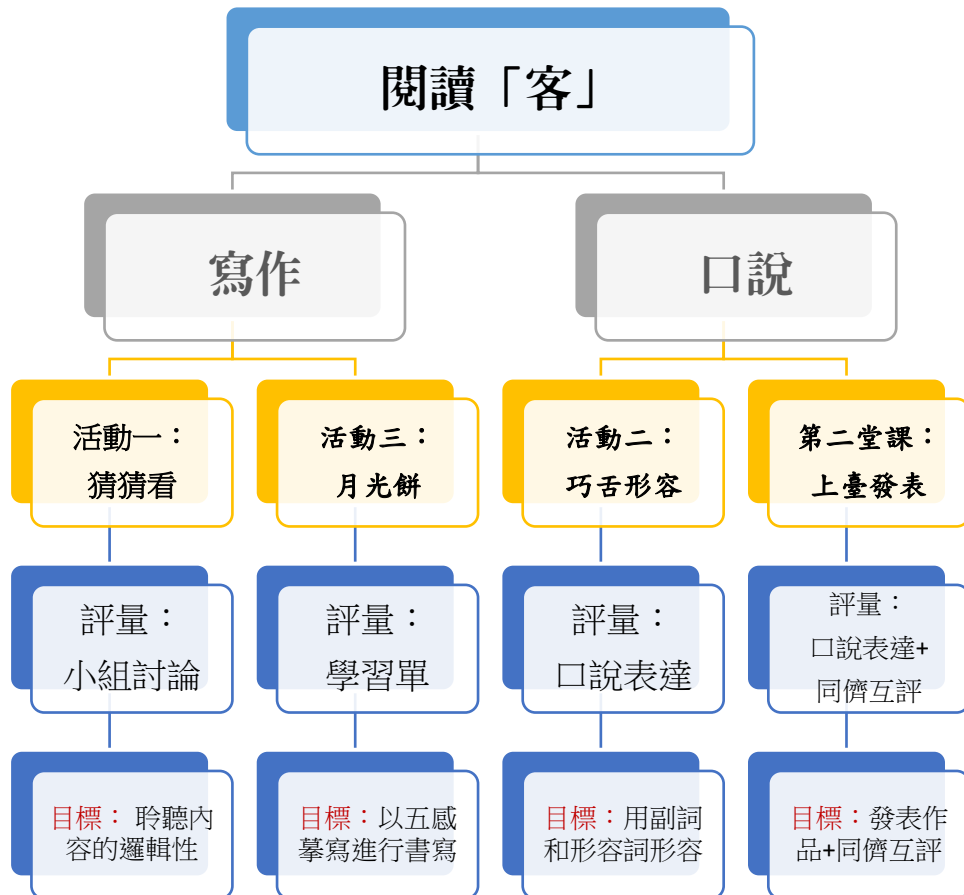 閱讀「客」
寫作
口說
活動一：
猜猜看
活動三：
月光餅
活動二：
巧舌形容
第二堂課：
上臺發表
評量：
小組討論
評量：
學習單
評量：
口說表達
評量：
口說表達+
同儕互評
目標： 聆聽內
容的邏輯性
目標：以五感
摹寫進行書寫
目標：用副詞
和形容詞形容
目標：發表作
品+同儕互評